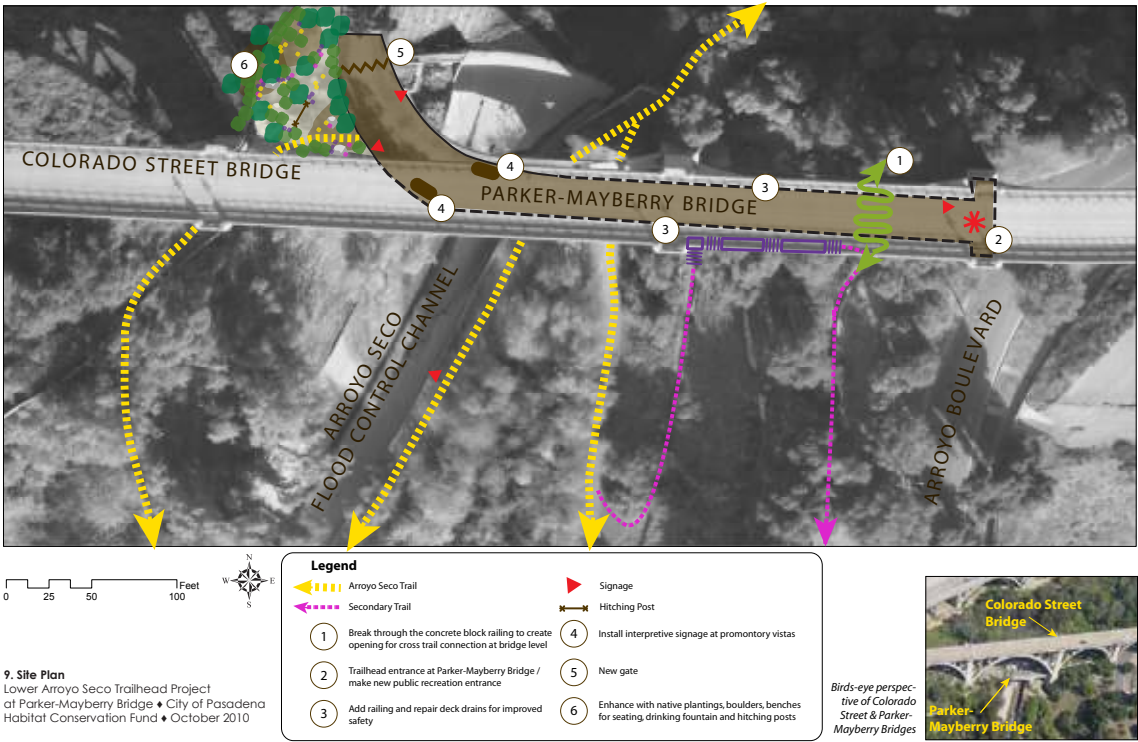 6
5
COLORADO STREET BRIDGE
4
PARKER-MAYBERRY BRIDGE
3
1
4
3
2
ARROYO SECO
FLOOD CONTROL CHANNEL
ARROYO BOULEVARD
0 25 50 100 Feet
N
W E
S
Legend
Arroyo Seco Trail
Secondary Trail
1 Break through the concrete block railing to create
opening for cross trail connection at bridge level
2 Trailhead entrance at Parker-Mayberry Bridge /
make new public recreation entrance
3 Add railing and repair deck drains for improved
safety
Signage
Hitching Post
4 Install interpretive signage at promontory vistas
5 New gate
6 Enhance with native plantings, boulders, benches
for seating, drinking fountain and hitching posts
9. Site Plan
Lower Arroyo Seco Trailhead Project
at Parker-Mayberry Bridge ♦ City of Pasadena
Habitat Conservation Fund ♦ October 2010
Birds-eye perspec-
tive of Colorado
Street & Parker-
Mayberry Bridges
Colorado Street
Bridge
Parker-
Mayberry Bridge